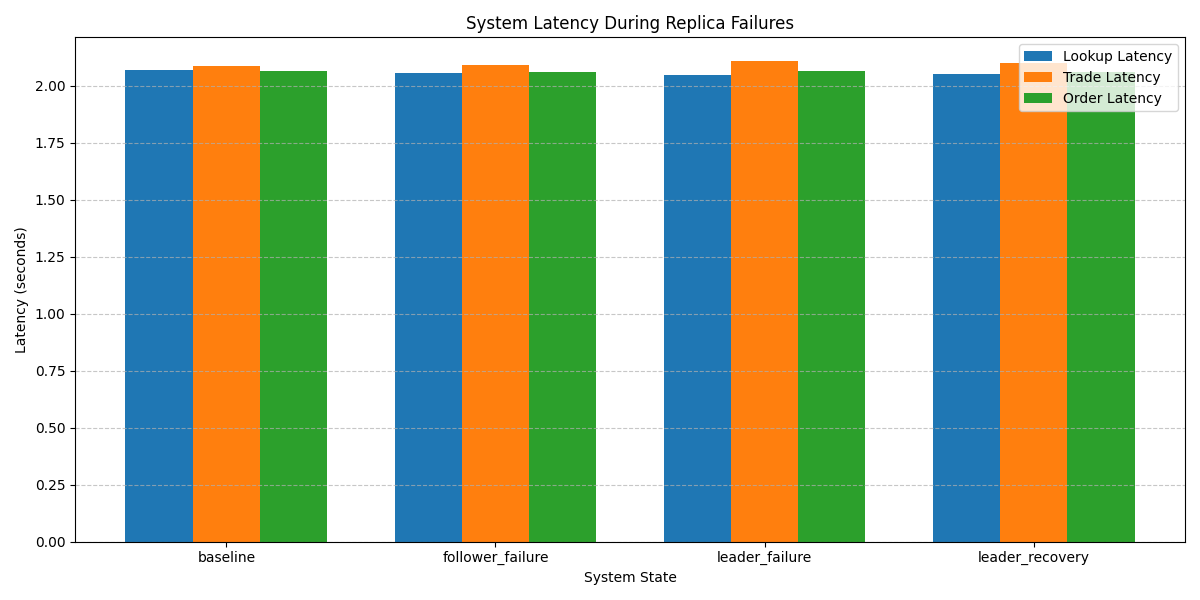 System Latency During Replica Failures
Lookup Latency
Trade Latency
Order Latency
Latency (seconds)
2.00
1.75
1.50
1.25
1.00
0.75
0.50
0.25
0.00
baseline
follower_failure
leader_failure
leader_recovery
System State